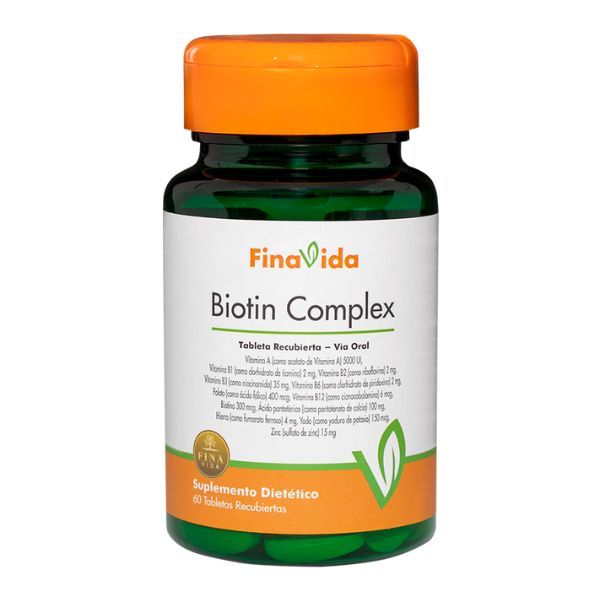 FinaVida
Biotin Complex
Tableta Recubierta – Vía Oral
Vitamina A (como acetato de Vitamina A) 5000 UI,
Vitamina B1 (como clorhidrato de tiamina) 2 mg, Vitamina B2 (como riboflavina) 2 mg,
Vitamina B3 (como niacinamida) 35 mg, Vitamina B6 (como clorhidrato de piridoxina) 2 mg,
Folato (como ácido fólico) 400 mcg, Vitamina B12 (como cianocobalamina) 6 mcg,
Biotina 300 mcg, Ácido pantoténico (como pantotenato de calcio) 100 mg,
Hierro (como fumarato ferroso) 4 mg, Yodo (como yoduro de potasio) 150 mcg,
Zinc (sulfato de zinc) 15 mg
FINA
VIDA
Suplemento Dietético
60 Tabletas Recubiertas